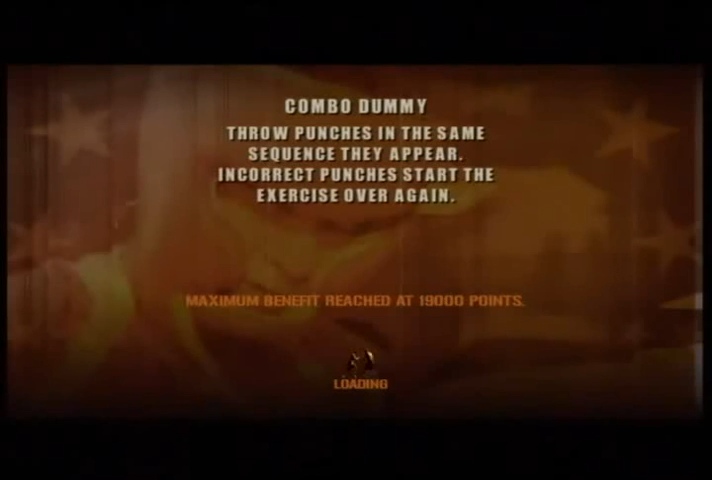 COMBO DUMMY
THROW PUNCHES IN THE SAME
SEQUENCE THEY APPEAR.
INCORRECT PUNCHES START THE
EXERCISE OVER AGAIN.
MAXIMUM BENEFIT REACHED AT 19000 POINTS.
LOADING